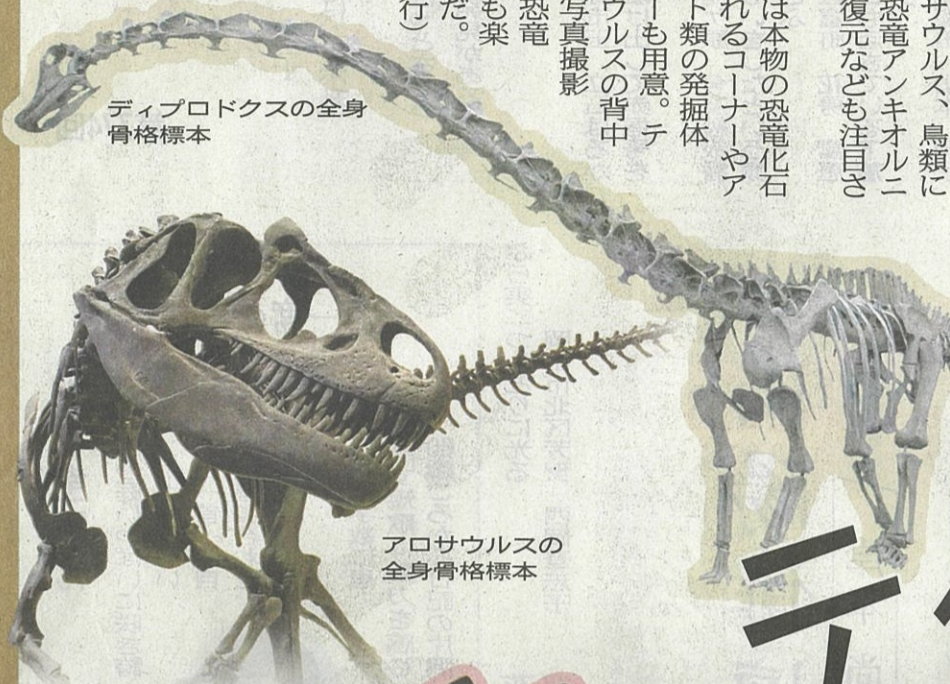 サウルス、鳥類に
恐竜アンキオルニ
復元なども注目さ
は本物の恐竜化石
れるコーナーやア
ト類の発掘体
ーも用意。テ
ウルスの背中
写真撮影
恐竜
も楽
だ。
行)
ディプロドクスの全身
骨格標本
アロサウルスの
全身骨格標本
デ